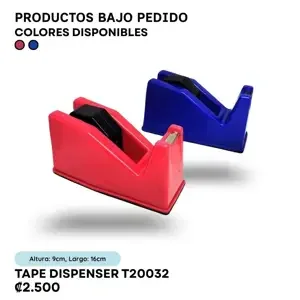 PRODUCTOS BAJO PEDIDO
COLORES DISPONIBLES
Altura: 9cm, Largo: 16cm
TAPE DISPENSER T20032
₡2.500